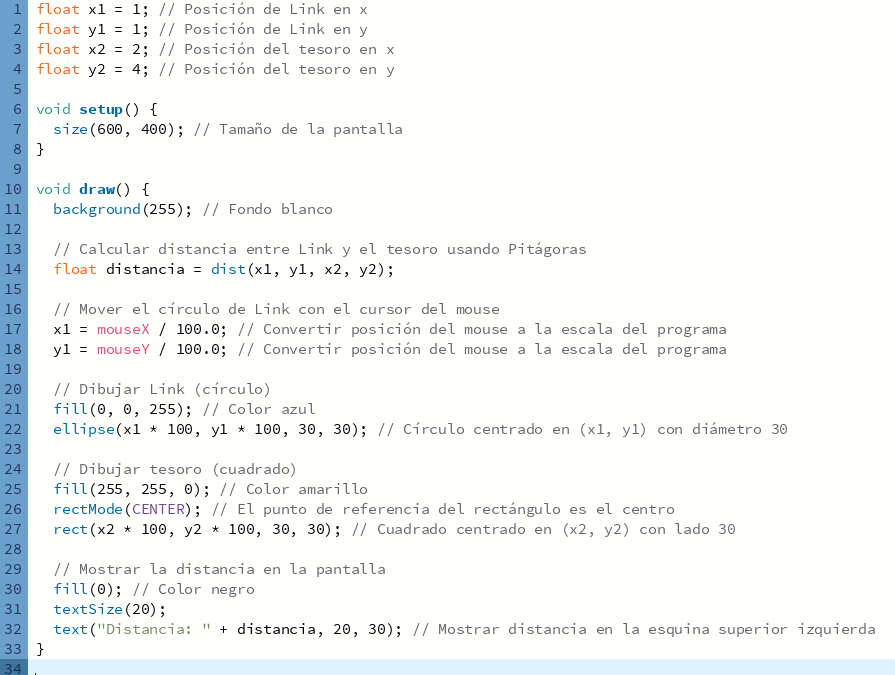 1 float x1 = 1; // Posición de Link en x
2 float y1 = 1; // Posición de Link en y
3 float x2 = 2; // Posición del tesoro en x
4 float y2 = 4; // Posición del tesoro en y
5
6 void setup() {
7   size(600, 400); // Tamaño de la pantalla
8 }
9
10 void draw() {
11   background(255); // Fondo blanco
12
13   // Calcular distancia entre Link y el tesoro usando Pitágoras
14   float distancia = dist(x1, y1, x2, y2);
15
16   // Mover el círculo de Link con el cursor del mouse
17   x1 = mouseX / 100.0; // Convertir posición del mouse a la escala del programa
18   y1 = mouseY / 100.0; // Convertir posición del mouse a la escala del programa
19
20   // Dibujar Link (círculo)
21   fill(0, 0, 255); // Color azul
22   ellipse(x1 * 100, y1 * 100, 30, 30); // Círculo centrado en (x1, y1) con diámetro 30
23
24   // Dibujar tesoro (cuadrado)
25   fill(255, 255, 0); // Color amarillo
26   rectMode(CENTER); // El punto de referencia del rectángulo es el centro
27   rect(x2 * 100, y2 * 100, 30, 30); // Cuadrado centrado en (x2, y2) con lado 30
28
29   // Mostrar la distancia en la pantalla
30   fill(0); // Color negro
31   textSize(20);
32   text("Distancia: " + distancia, 20, 30); // Mostrar distancia en la esquina superior izquierda
33 }
34